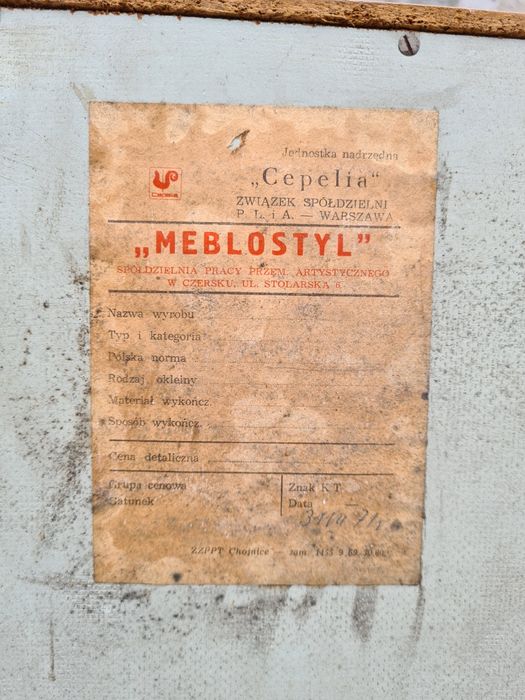 Jednostka nadrzędna
„Cepelia”
ZWIĄZEK SPÓŁDZIELNI
P. L. i A. — WARSZAWA
„MEBLOSTYL”
SPÓŁDZIELNIA PRACY PRZEM. ARTYSTYCZNEGO
W CZERSKU, UL. STOLARSKA 6.
Nazwa wyrobu
Typ i kategoria
Polska norma
Rodzaj okleiny
Materiał wykończ.
Sposób wykończ.
Cena detaliczna
Grupa cenowa
Gatunek
Znak K T
Data
ZZPPT Chojnice zam.